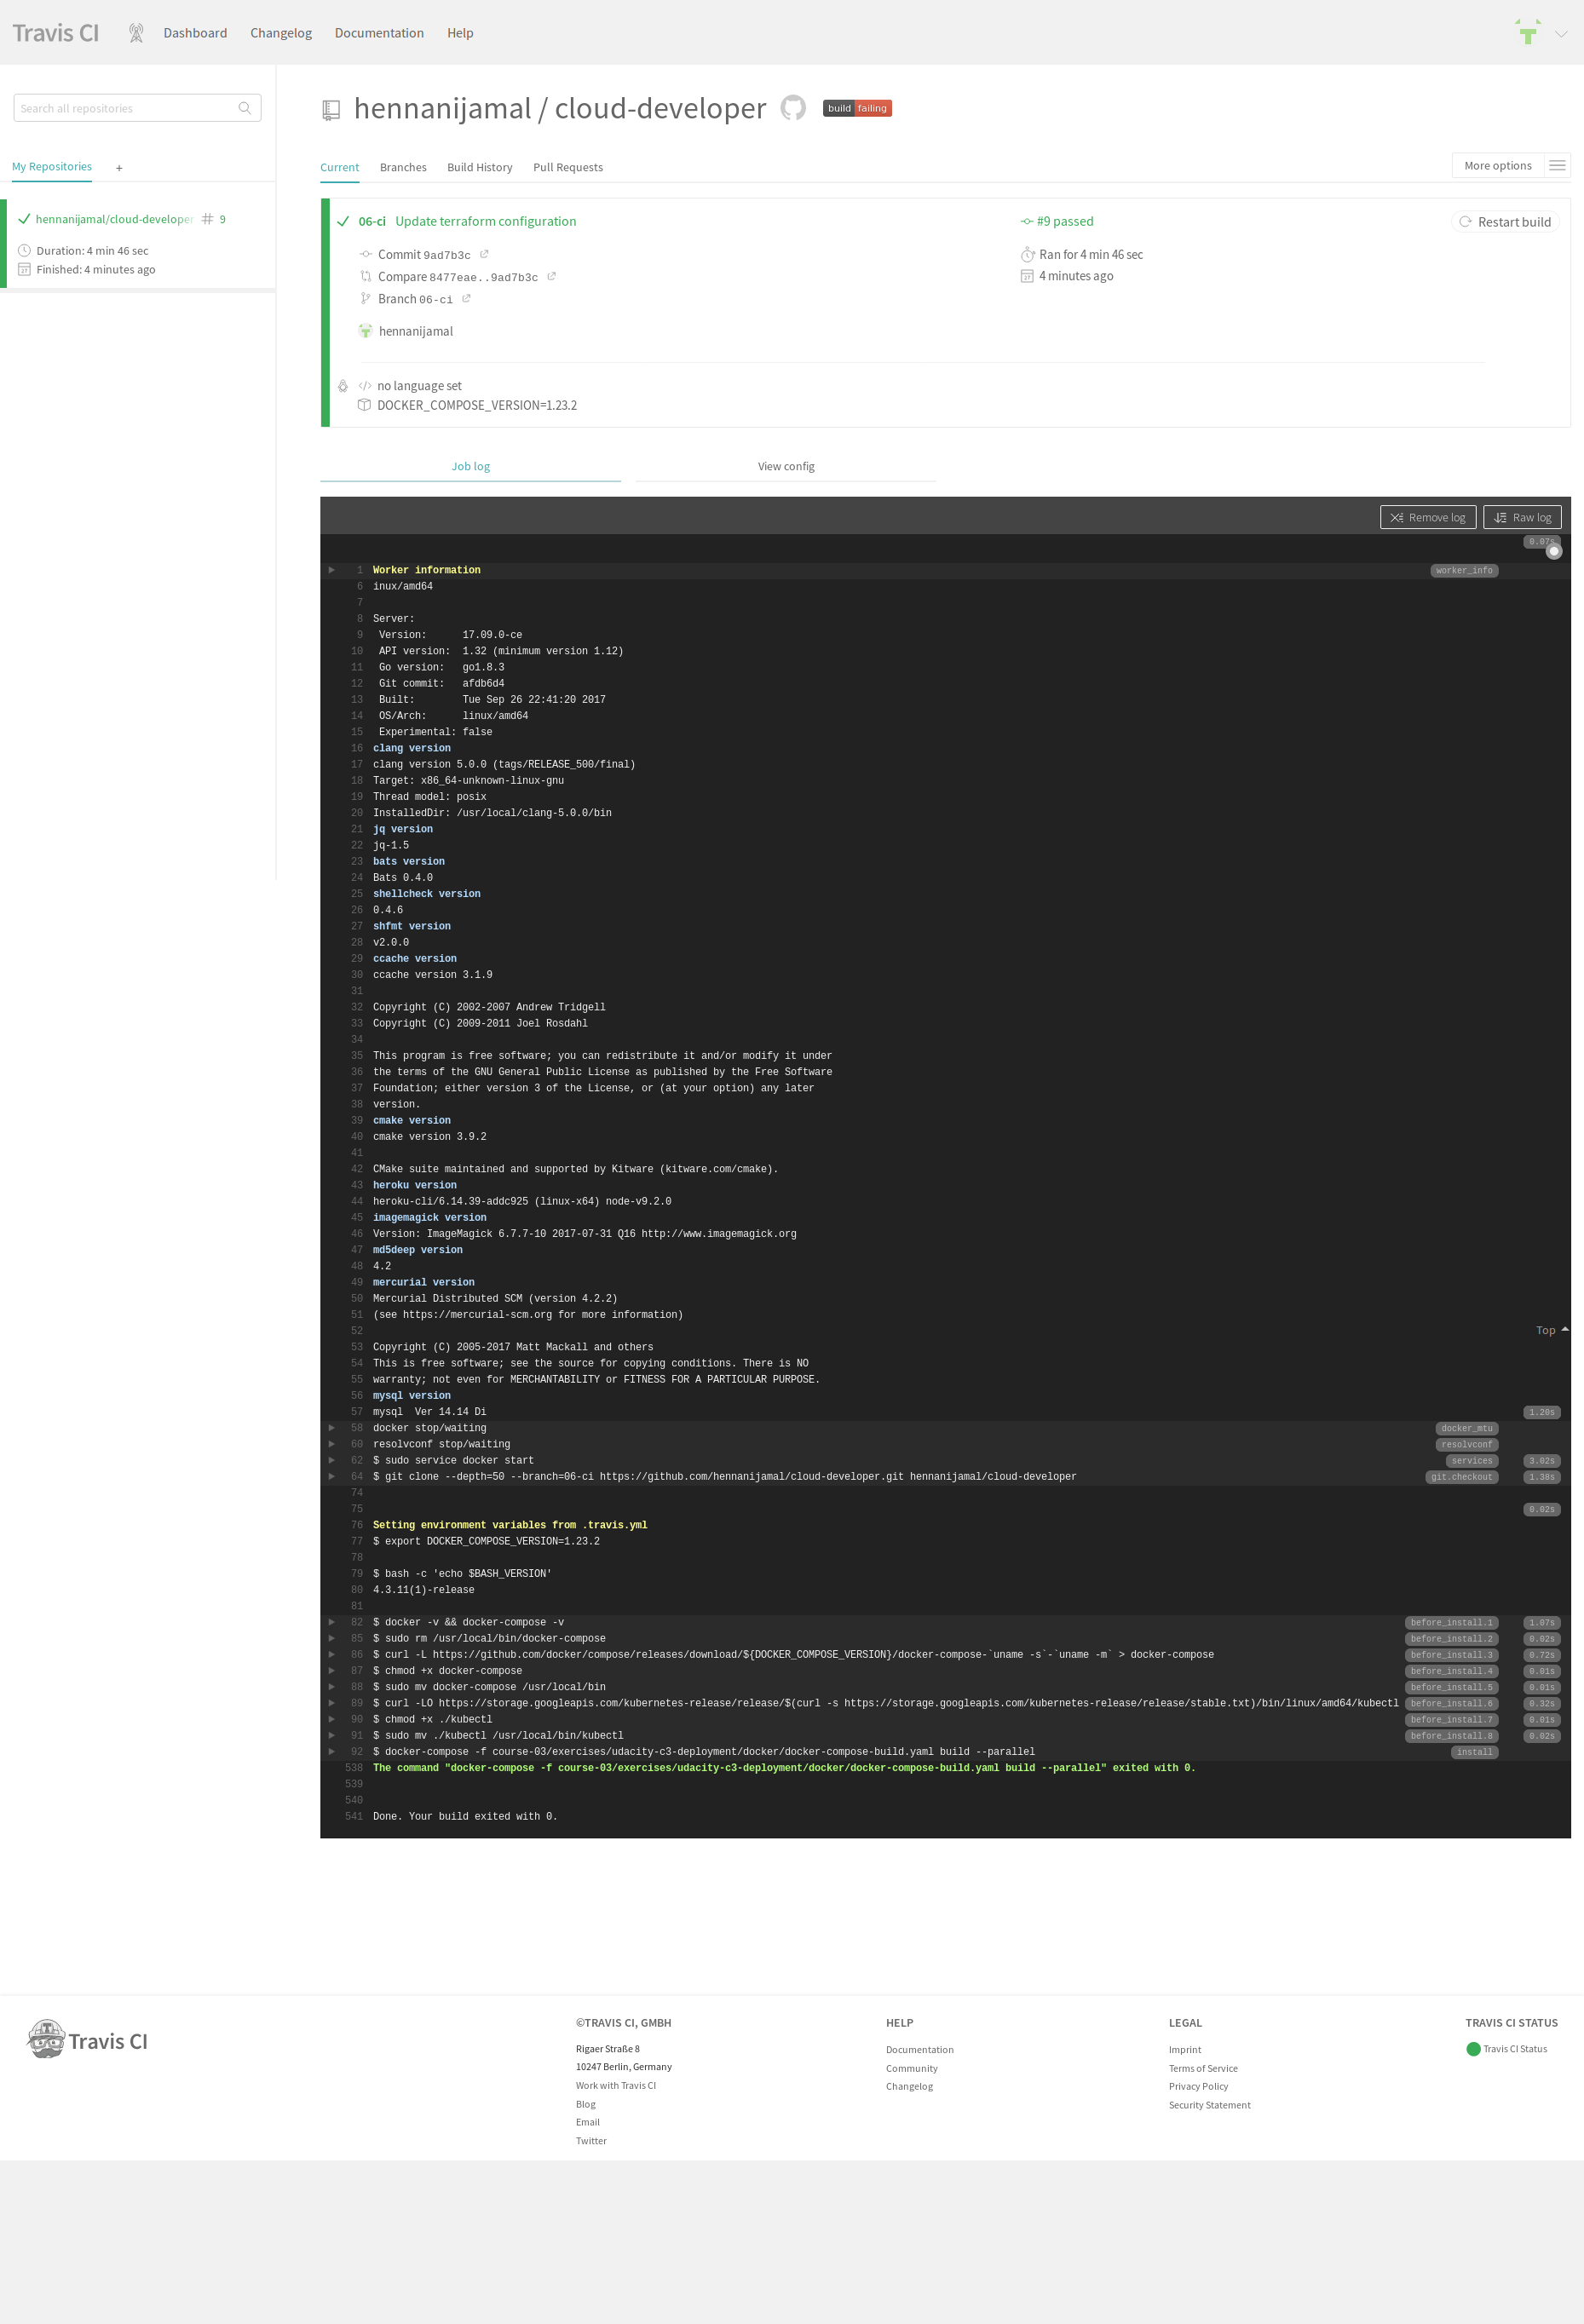 Travis CI Dashboard Changelog Documentation Help
Search all repositories
My Repositories +
hennanijamal/cloud-developer # 9
Duration: 4 min 46 sec
Finished: 4 minutes ago
hennanijamal / cloud-developer build failing
Current Branches Build History Pull Requests More options
06-ci Update terraform configuration
Commit 9ad7b3c
Compare 8477eae..9ad7b3c
Branch 06-ci
hennanijamal
#9 passed
Ran for 4 min 46 sec
4 minutes ago
Restart build
no language set
DOCKER_COMPOSE_VERSION=1.23.2
Job log View config
Remove log Raw log
0.07s
1 Worker information worker_info
6 inux/amd64
7
8 Server:
9 Version: 17.09.0-ce
10 API version: 1.32 (minimum version 1.12)
11 Go version: go1.8.3
12 Git commit: afdb6d4
13 Built: Tue Sep 26 22:41:20 2017
14 OS/Arch: linux/amd64
15 Experimental: false
16 clang version
17 clang version 5.0.0 (tags/RELEASE_500/final)
18 Target: x86_64-unknown-linux-gnu
19 Thread model: posix
20 InstalledDir: /usr/local/clang-5.0.0/bin
21 jq version
22 jq-1.5
23 bats version
24 Bats 0.4.0
25 shellcheck version
26 0.4.6
27 shfmt version
28 v2.0.0
29 ccache version
30 ccache version 3.1.9
31
32 Copyright (C) 2002-2007 Andrew Tridgell
33 Copyright (C) 2009-2011 Joel Rosdahl
34
35 This program is free software; you can redistribute it and/or modify it under
36 the terms of the GNU General Public License as published by the Free Software
37 Foundation; either version 3 of the License, or (at your option) any later
38 version.
39 cmake version
40 cmake version 3.9.2
41
42 CMake suite maintained and supported by Kitware (kitware.com/cmake).
43 heroku version
44 heroku-cli/6.14.39-addc925 (linux-x64) node-v9.2.0
45 imagemagick version
46 Version: ImageMagick 6.7.7-10 2017-07-31 Q16 http://www.imagemagick.org
47 md5deep version
48 4.2
49 mercurial version
50 Mercurial Distributed SCM (version 4.2.2)
51 (see https://mercurial-scm.org for more information)
52 Top
53 Copyright (C) 2005-2017 Matt Mackall and others
54 This is free software; see the source for copying conditions. There is NO
55 warranty; not even for MERCHANTABILITY or FITNESS FOR A PARTICULAR PURPOSE.
56 mysql version
57 mysql Ver 14.14 Di 1.20s
58 docker stop/waiting docker_mtu
60 resolvconf stop/waiting resolvconf
62 $ sudo service docker start services 3.02s
64 $ git clone --depth=50 --branch=06-ci https://github.com/hennanijamal/cloud-developer.git hennanijamal/cloud-developer git.checkout 1.38s
74
75 0.02s
76 Setting environment variables from .travis.yml
77 $ export DOCKER_COMPOSE_VERSION=1.23.2
78
79 $ bash -c 'echo $BASH_VERSION'
80 4.3.11(1)-release
81
82 $ docker -v && docker-compose -v before_install.1 1.07s
85 $ sudo rm /usr/local/bin/docker-compose before_install.2 0.02s
86 $ curl -L https://github.com/docker/compose/releases/download/${DOCKER_COMPOSE_VERSION}/docker-compose-`uname -s`-`uname -m` > docker-compose before_install.3 0.72s
87 $ chmod +x docker-compose before_install.4 0.01s
88 $ sudo mv docker-compose /usr/local/bin before_install.5 0.01s
89 $ curl -LO https://storage.googleapis.com/kubernetes-release/release/$(curl -s https://storage.googleapis.com/kubernetes-release/release/stable.txt)/bin/linux/amd64/kubectl before_install.6 0.32s
90 $ chmod +x ./kubectl before_install.7 0.01s
91 $ sudo mv ./kubectl /usr/local/bin/kubectl before_install.8 0.02s
92 $ docker-compose -f course-03/exercises/udacity-c3-deployment/docker/docker-compose-build.yaml build --parallel install
538 The command "docker-compose -f course-03/exercises/udacity-c3-deployment/docker/docker-compose-build.yaml build --parallel" exited with 0.
539
540
541 Done. Your build exited with 0.
Travis CI
©TRAVIS CI, GMBH
Rigaer Straße 8
10247 Berlin, Germany
Work with Travis CI
Blog
Email
Twitter
HELP
Documentation
Community
Changelog
LEGAL
Imprint
Terms of Service
Privacy Policy
Security Statement
TRAVIS CI STATUS
Travis CI Status